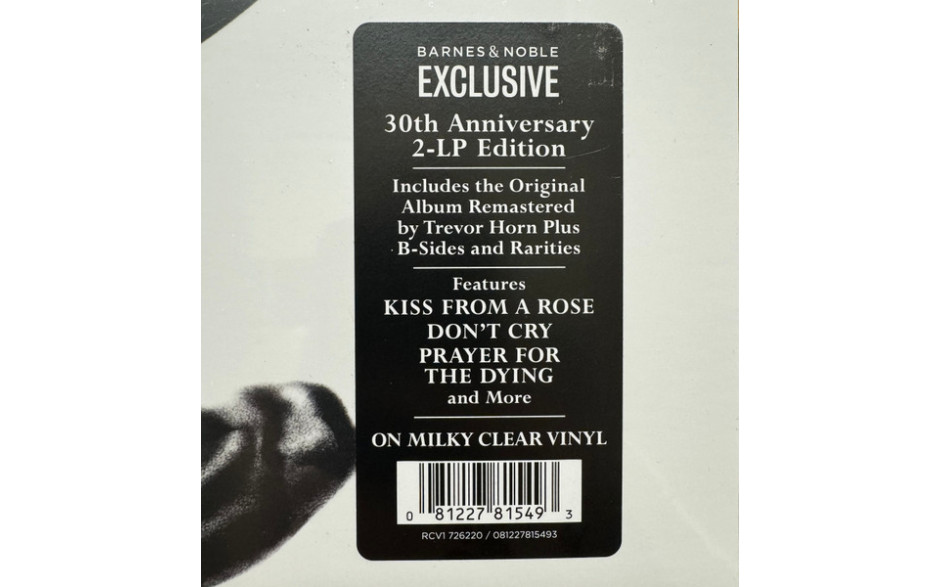 BARNES & NOBLE
EXCLUSIVE
30th Anniversary
2-LP Edition
Includes the Original
Album Remastered
by Trevor Horn Plus
B-Sides and Rarities
Features
KISS FROM A ROSE
DON'T CRY
PRAYER FOR
THE DYING
and More
ON MILKY CLEAR VINYL
0 81227 81549 3
RCV1 726220 / 081227815493